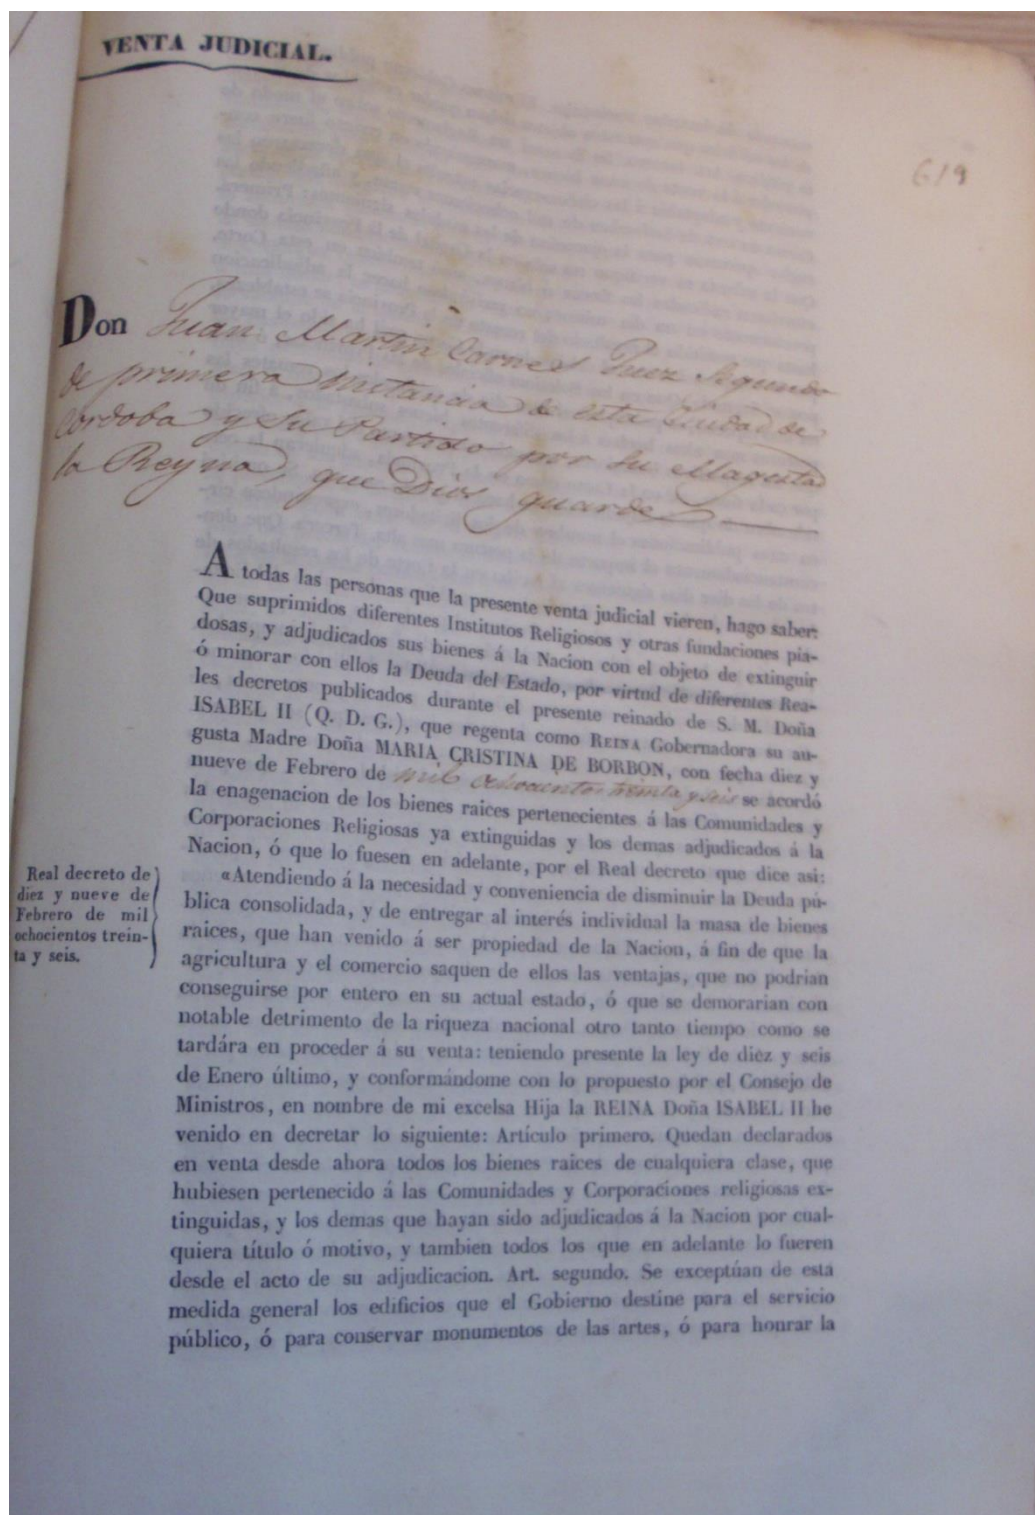 VENTA JUDICIAL.
619
Don Juan Martin Carnes Juez Segundo
de primera instancia de esta Ciudad de
Cordoba y Su Partido por Su Magestad
la Reyna, que Dios guarde
A todas las personas que la presente venta judicial vieren, hago saber:
Que suprimidos diferentes Institutos Religiosos y otras fundaciones pia-
dosas, y adjudicados sus bienes á la Nacion con el objeto de extinguir
ó minorar con ellos la Deuda del Estado, por virtud de diferentes Rea-
les decretos publicados durante el presente reinado de S. M. Doña
ISABEL II (Q. D. G.), que regenta como REINA Gobernadora su au-
gusta Madre Doña MARIA CRISTINA DE BORBON, con fecha diez y
nueve de Febrero de mil ochocientos treinta y seis se acordó
la enagenacion de los bienes raices pertenecientes á las Comunidades y
Corporaciones Religiosas ya extinguidas y los demas adjudicados á la
Nacion, ó que lo fuesen en adelante, por el Real decreto que dice asi:
Real decreto de
diez y nueve de
Febrero de mil
ochocientos trein-
ta y seis.
«Atendiendo á la necesidad y conveniencia de disminuir la Deuda pú-
blica consolidada, y de entregar al interés individual la masa de bienes
raices, que han venido á ser propiedad de la Nacion, á fin de que la
agricultura y el comercio saquen de ellos las ventajas, que no podrian
conseguirse por entero en su actual estado, ó que se demorarian con
notable detrimento de la riqueza nacional otro tanto tiempo como se
tardára en proceder á su venta: teniendo presente la ley de diez y seis
de Enero último, y conformándome con lo propuesto por el Consejo de
Ministros, en nombre de mi excelsa Hija la REINA Doña ISABEL II he
venido en decretar lo siguiente: Artículo primero. Quedan declarados
en venta desde ahora todos los bienes raices de cualquiera clase, que
hubiesen pertenecido á las Comunidades y Corporaciones religiosas ex-
tinguidas, y los demas que hayan sido adjudicados á la Nacion por cual-
quiera título ó motivo, y tambien todos los que en adelante lo fueren
desde el acto de su adjudicacion. Art. segundo. Se exceptúan de esta
medida general los edificios que el Gobierno destine para el servicio
público, ó para conservar monumentos de las artes, ó para honrar la